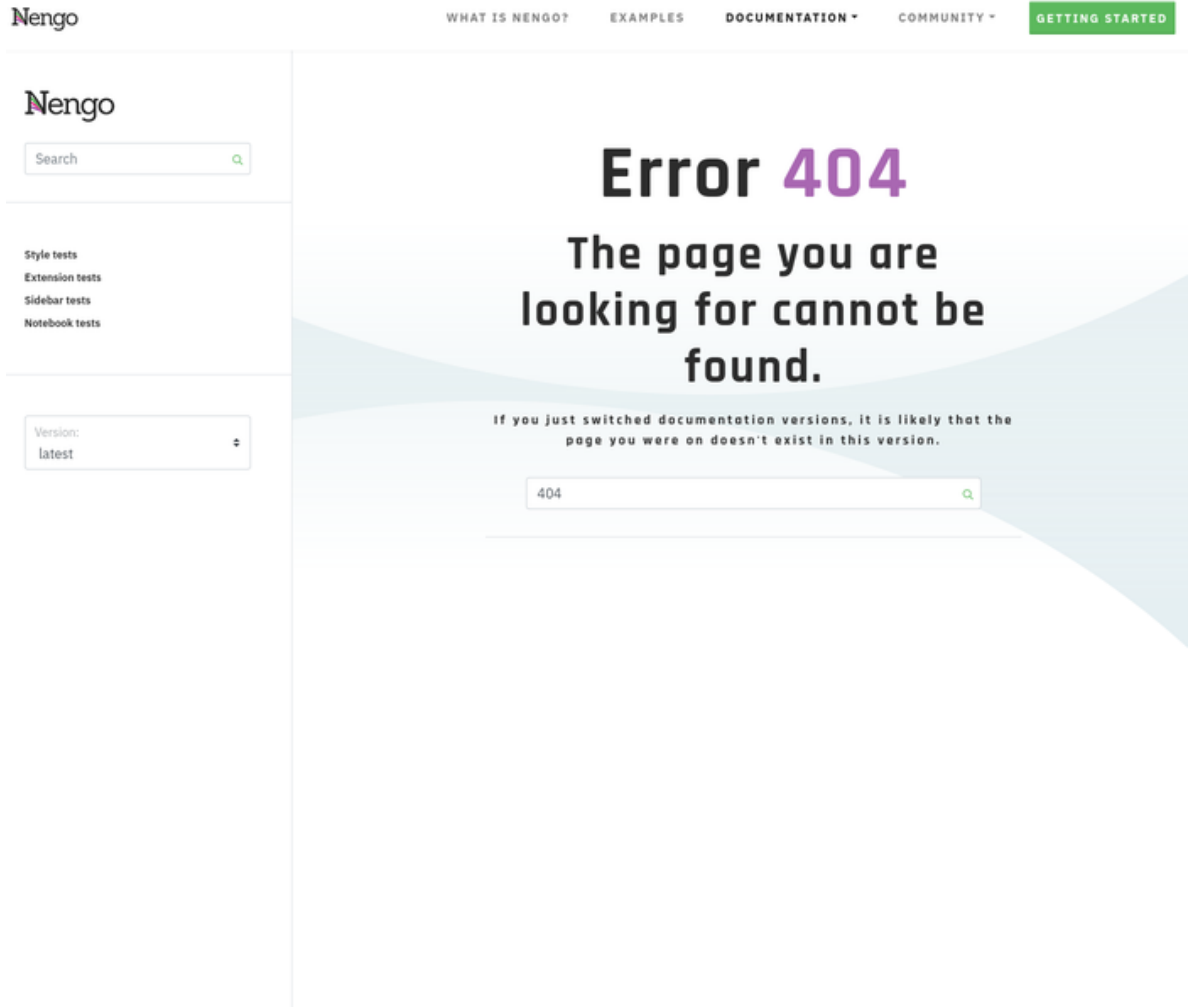 Nengo
WHAT IS NENGO?
EXAMPLES
DOCUMENTATION
COMMUNITY
GETTING STARTED
Nengo
Search
Style tests
Extension tests
Sidebar tests
Notebook tests
Version:
latest
Error 404
The page you are
looking for cannot be
found.
If you just switched documentation versions, it is likely that the
page you were on doesn't exist in this version.
404